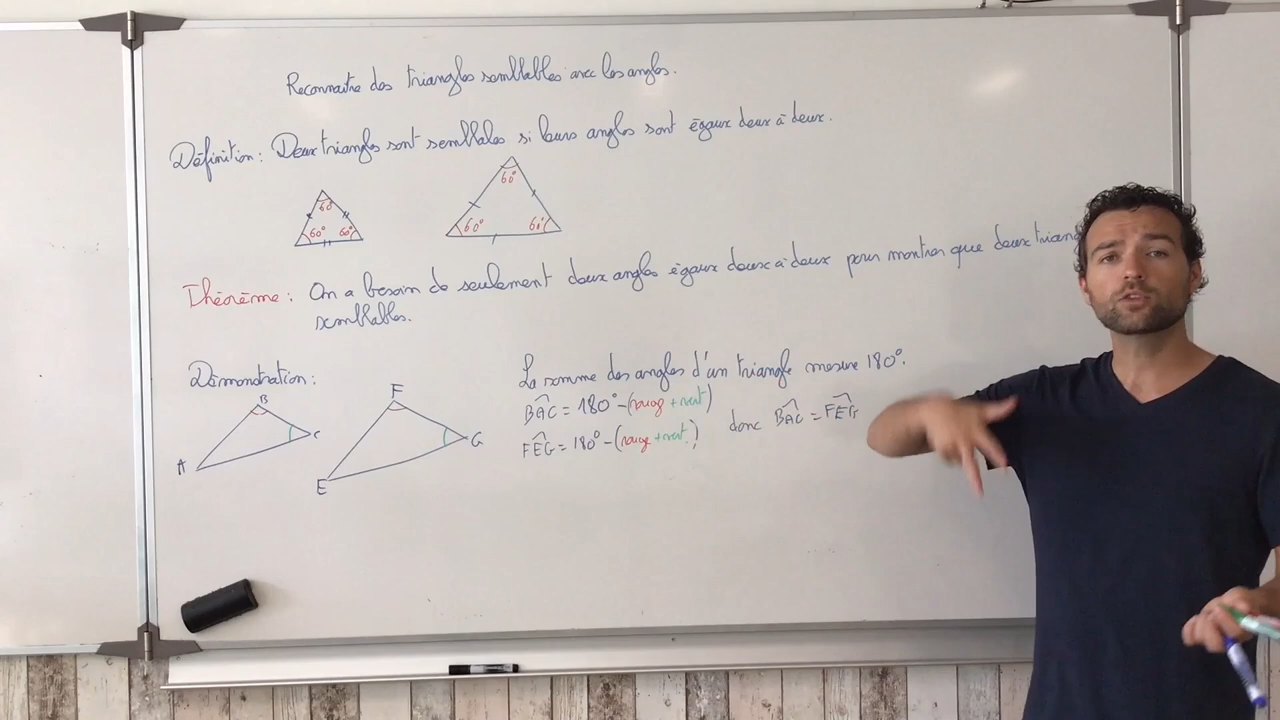 Reconnaitre des triangles semblables avec les angles.
Définition : Deux triangles sont semblables si leurs angles sont égaux deux à deux.
60° 60° 60°
60° 60° 60°
Théorème : On a besoin de seulement deux angles égaux deux à deux pour montrer que deux triang
semblables.
Démonstration :
La somme des angles d'un triangle mesure 180°.
B A C
F E G
BAC = 180° - (rouge + vert)
FEG = 180° - (rouge + vert)
donc BAC = FEG